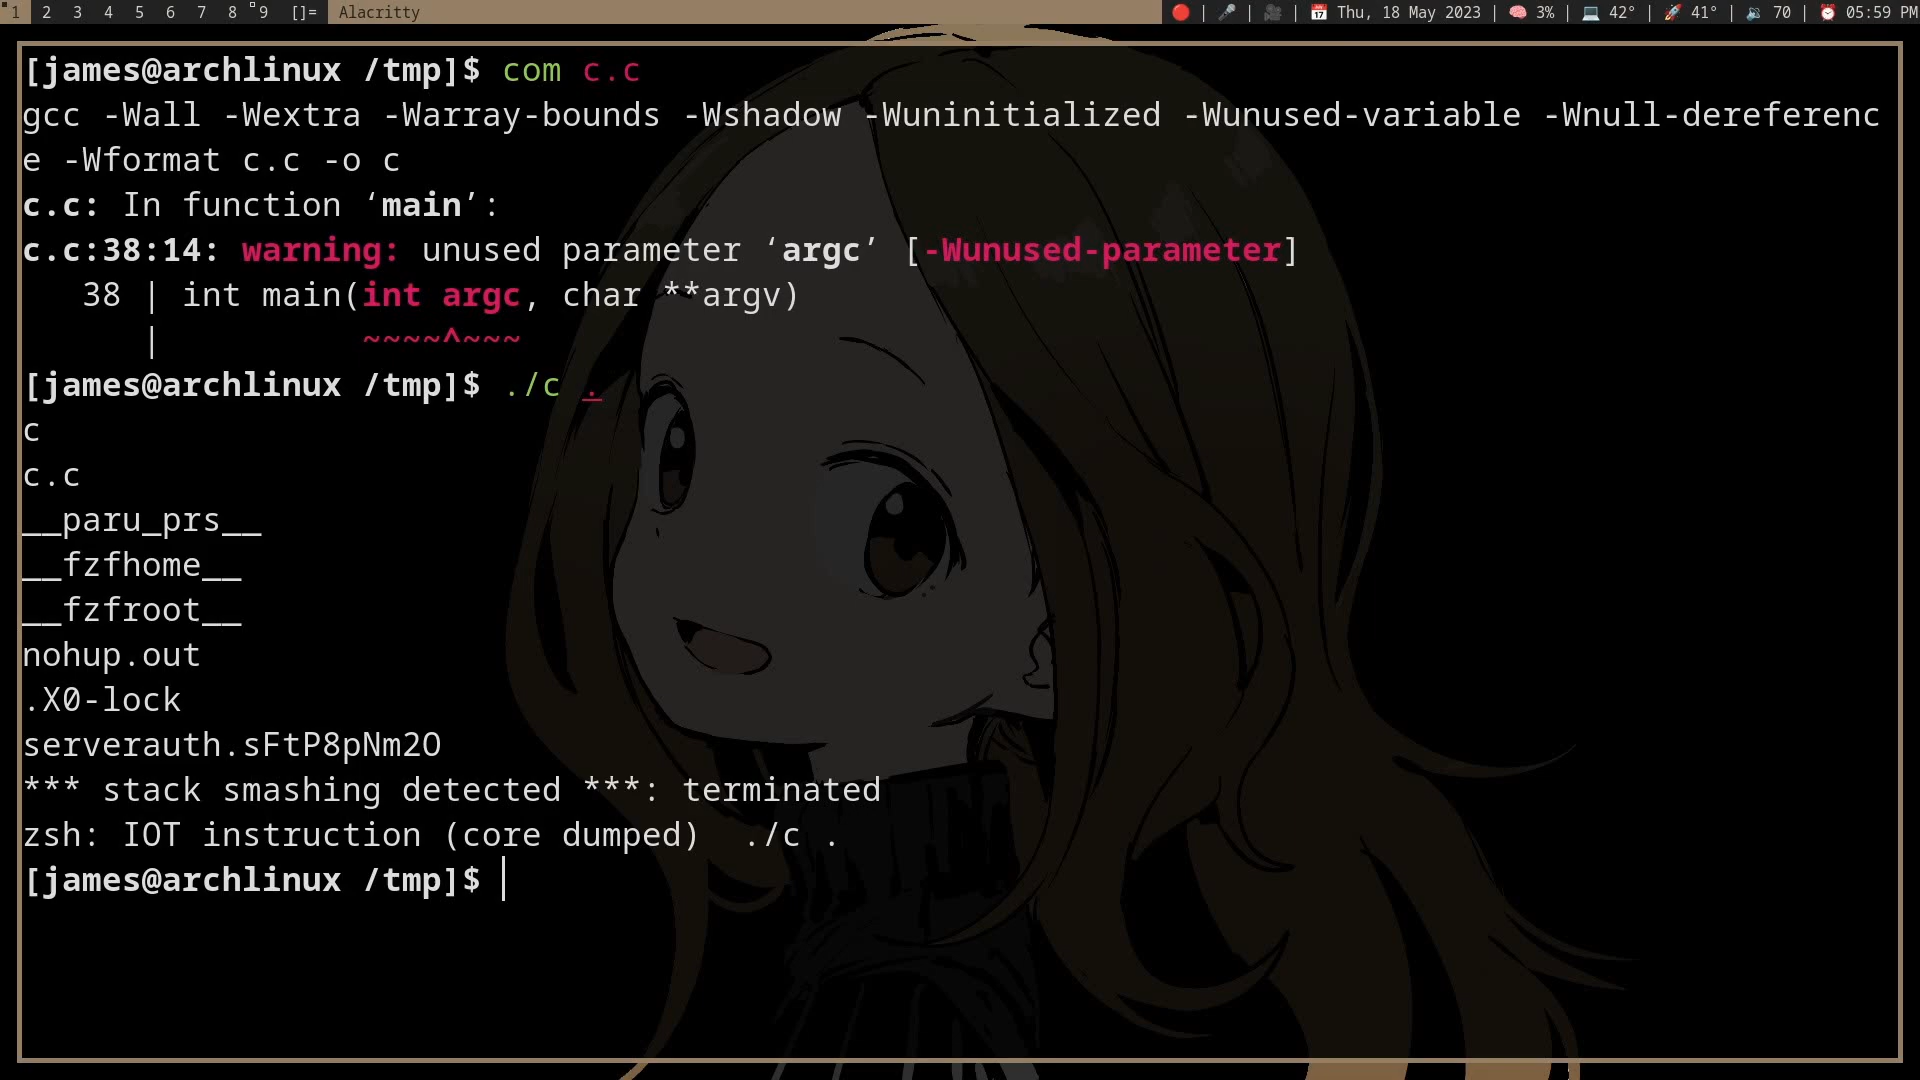 1 2 3 4 5 6 7 8 9 []= Alacritty | | | Thu, 18 May 2023 | 3% | 42° | 41° | 70 | 05:59 PM
[james@archlinux /tmp]$ com c.c
gcc -Wall -Wextra -Warray-bounds -Wshadow -Wuninitialized -Wunused-variable -Wnull-dereferenc
e -Wformat c.c -o c
c.c: In function ‘main’:
c.c:38:14: warning: unused parameter ‘argc’ [-Wunused-parameter]
   38 | int main(int argc, char **argv)
      |          ~~~~^~~~
[james@archlinux /tmp]$ ./c .
c
c.c
__paru_prs__
__fzfhome__
__fzfroot__
nohup.out
.X0-lock
serverauth.sFtP8pNm2O
*** stack smashing detected ***: terminated
zsh: IOT instruction (core dumped)  ./c .
[james@archlinux /tmp]$